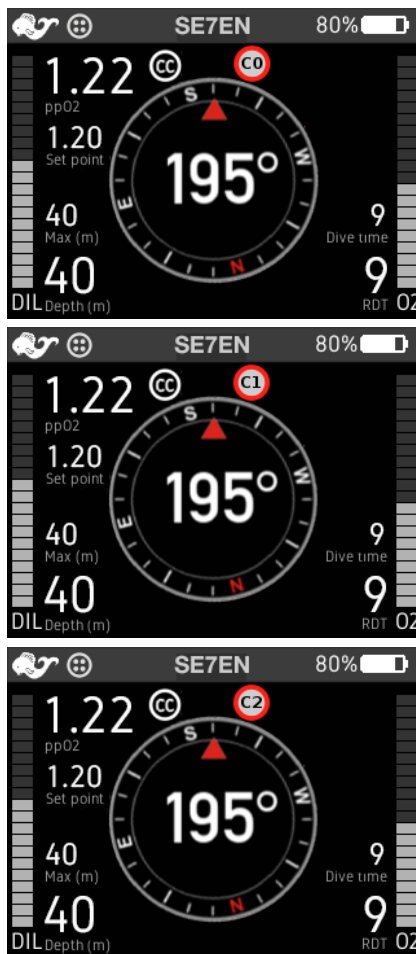 SE7EN 80%
1.22 CC C0
ppO2
1.20
Set point
S
W
195°
E
N
40
Max (m)
9
Dive time
40
9
DIL Depth (m) RDT O2
SE7EN 80%
1.22 CC C1
ppO2
1.20
Set point
S
W
195°
E
N
40
Max (m)
9
Dive time
40
9
DIL Depth (m) RDT O2
SE7EN 80%
1.22 CC C2
ppO2
1.20
Set point
S
W
195°
E
N
40
Max (m)
9
Dive time
40
9
DIL Depth (m) RDT O2